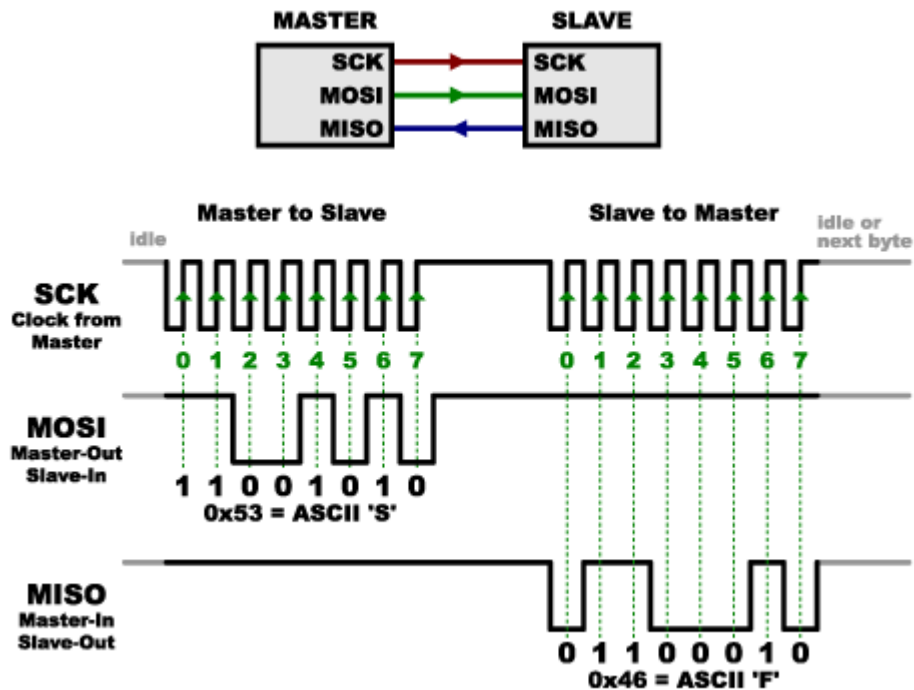 MASTER
SLAVE
SCK
SCK
MOSI
MOSI
MISO
MISO
Master to Slave
Slave to Master
idle
idle or
next byte
SCK
Clock from
Master
0 1 2 3 4 5 6 7
0 1 2 3 4 5 6 7
MOSI
Master-Out
Slave-In
1 1 0 0 1 0 1 0
0x53 = ASCII 'S'
MISO
Master-In
Slave-Out
0 1 1 0 0 0 1 0
0x46 = ASCII 'F'